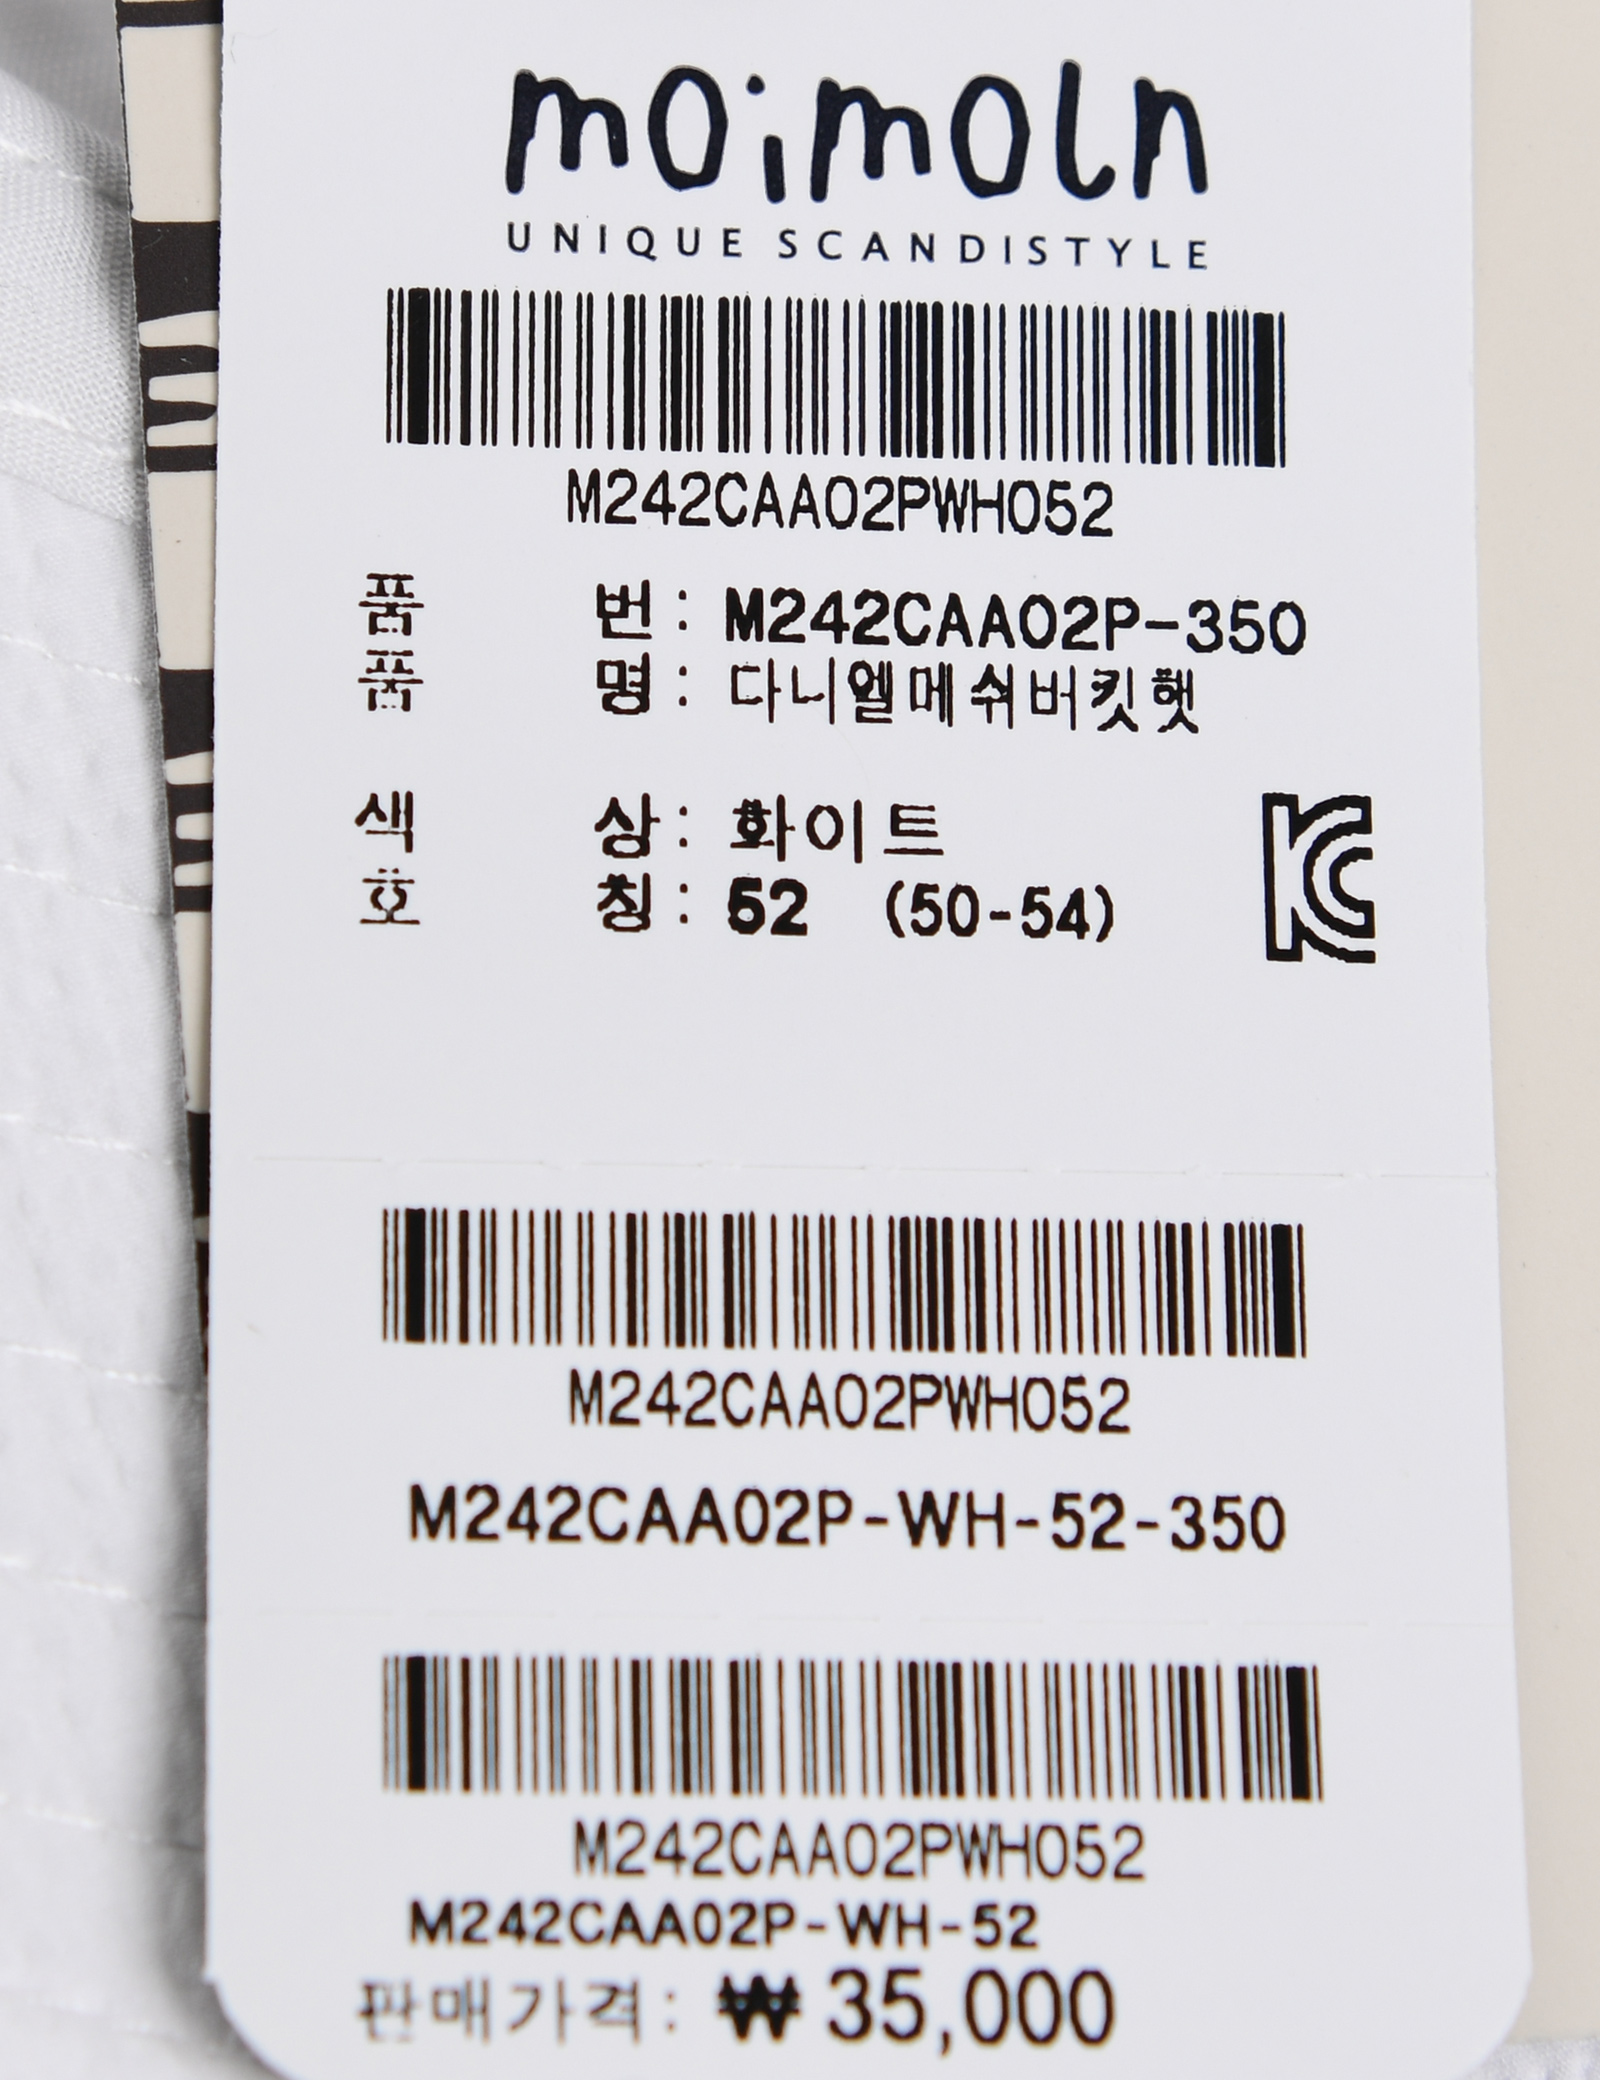 moimoln
UNIQUE SCANDISTYLE
M242CAA02PWH052
품 번 : M242CAA02P-350
품 명 : 다니엘메쉬버킷햇
색 상 : 화이트
호 칭 : 52 (50-54)
KC
M242CAA02PWH052
M242CAA02P-WH-52-350
M242CAA02PWH052
M242CAA02P-WH-52
판매가격 : ₩ 35,000